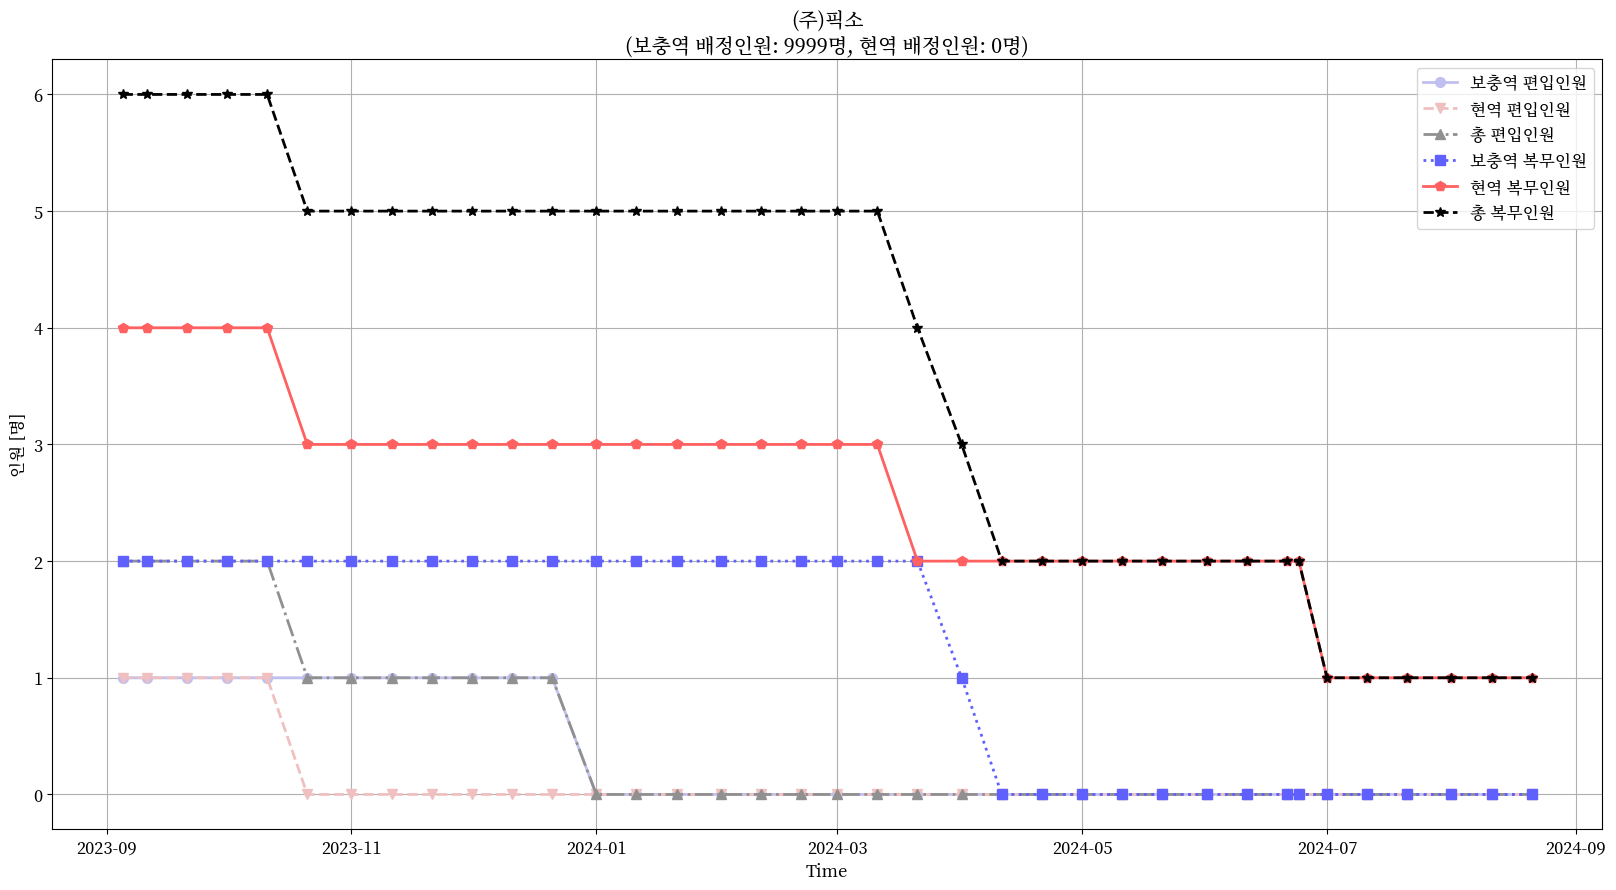 (주)픽소
(보충역 배정인원: 9999명, 현역 배정인원: 0명)
보충역 편입인원
현역 편입인원
총 편입인원
보충역 복무인원
현역 복무인원
총 복무인원
인원 [명]
6
5
4
3
2
1
0
2023-09
2023-11
2024-01
2024-03
2024-05
2024-07
2024-09
Time